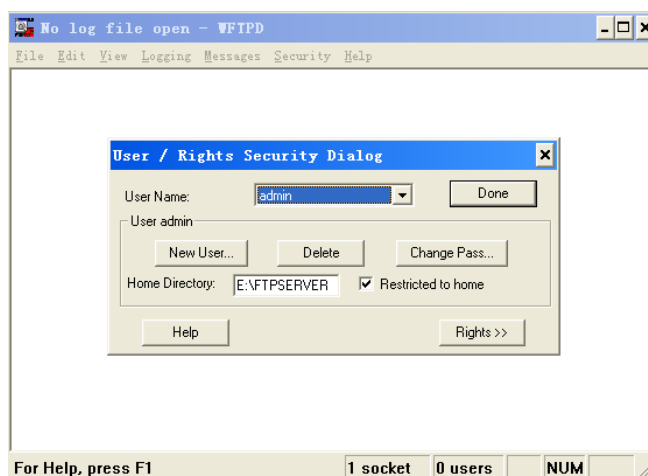 No log file open - WFTPD
File Edit View Logging Messages Security Help
User / Rights Security Dialog
User Name: admin Done
User admin
New User... Delete Change Pass...
Home Directory: E:\FTPSERVER Restricted to home
Help Rights >>
For Help, press F1 1 socket 0 users NUM